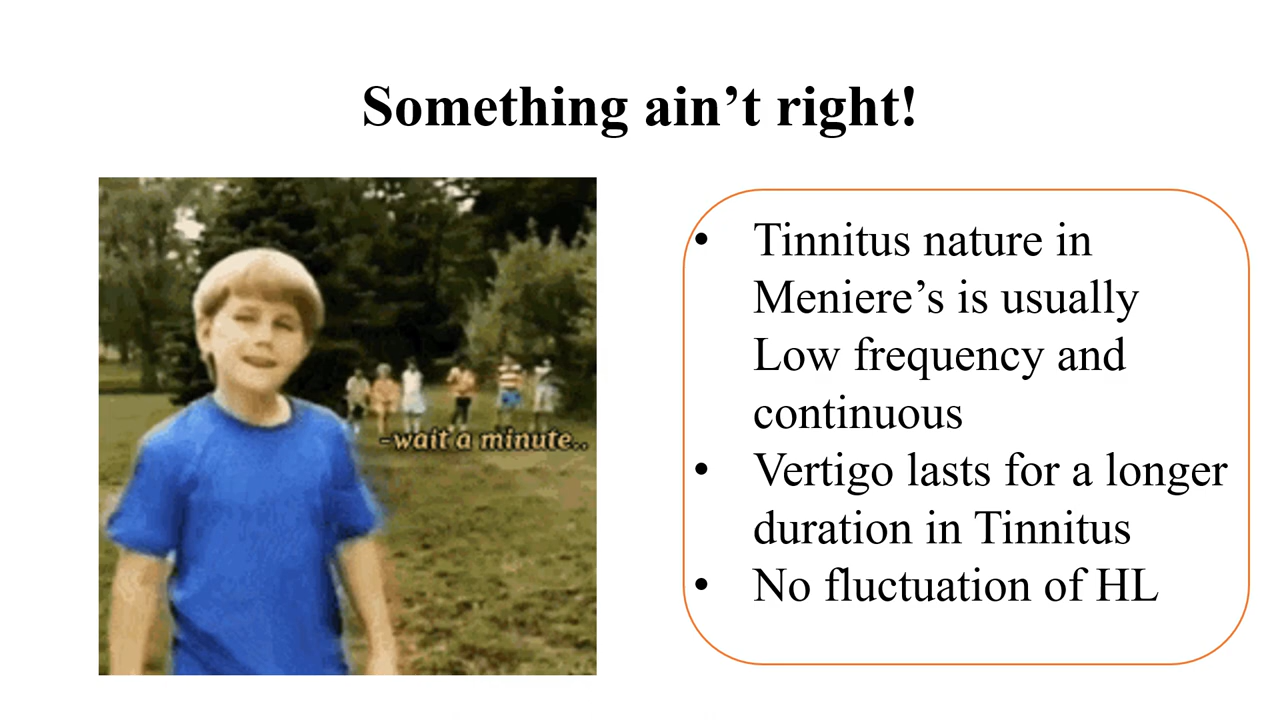 Something ain’t right!
-wait a minute..
• Tinnitus nature in
Meniere’s is usually
Low frequency and
continuous
• Vertigo lasts for a longer
duration in Tinnitus
• No fluctuation of HL